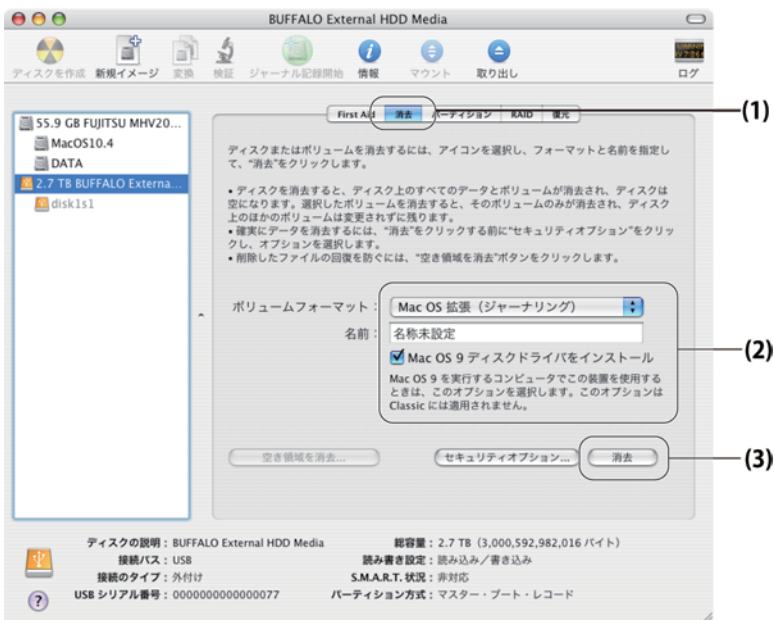 BUFFALO External HDD Media
ディスクを作成 新規イメージ 変換 検証 ジャーナル記録開始 情報 マウント 取り出し ログ
First Aid 消去 パーティション RAID 復元
(1)
55.9 GB FUJITSU MHV20...
MacOS10.4
DATA
2.7 TB BUFFALO Externa...
disk1s1
ディスクまたはボリュームを消去するには、アイコンを選択し、フォーマットと名前を指定し
て、“消去”をクリックします。
• ディスクを消去すると、ディスク上のすべてのデータとボリュームが消去され、ディスクは
空になります。選択したボリュームを消去すると、そのボリュームのみが消去され、ディスク
上のほかのボリュームは変更されずに残ります。
• 確実にデータを消去するには、“消去”をクリックする前に“セキュリティオプション”をクリッ
クし、オプションを選択します。
• 削除したファイルの回復を防ぐには、“空き領域を消去”ボタンをクリックします。
ボリュームフォーマット： Mac OS 拡張（ジャーナリング）
名前： 名称未設定
Mac OS 9 ディスクドライバをインストール
(2)
Mac OS 9 を実行するコンピュータでこの装置を使用する
ときは、このオプションを選択します。このオプションは
Classic には適用されません。
空き領域を消去... セキュリティオプション... 消去
(3)
ディスクの説明：BUFFALO External HDD Media 総容量：2.7 TB（3,000,592,982,016 バイト）
接続バス：USB 読み書き設定：読み込み／書き込み
接続のタイプ：外付け S.M.A.R.T. 状況：非対応
USB シリアル番号：0000000000000077 パーティション方式：マスター・ブート・レコード
?